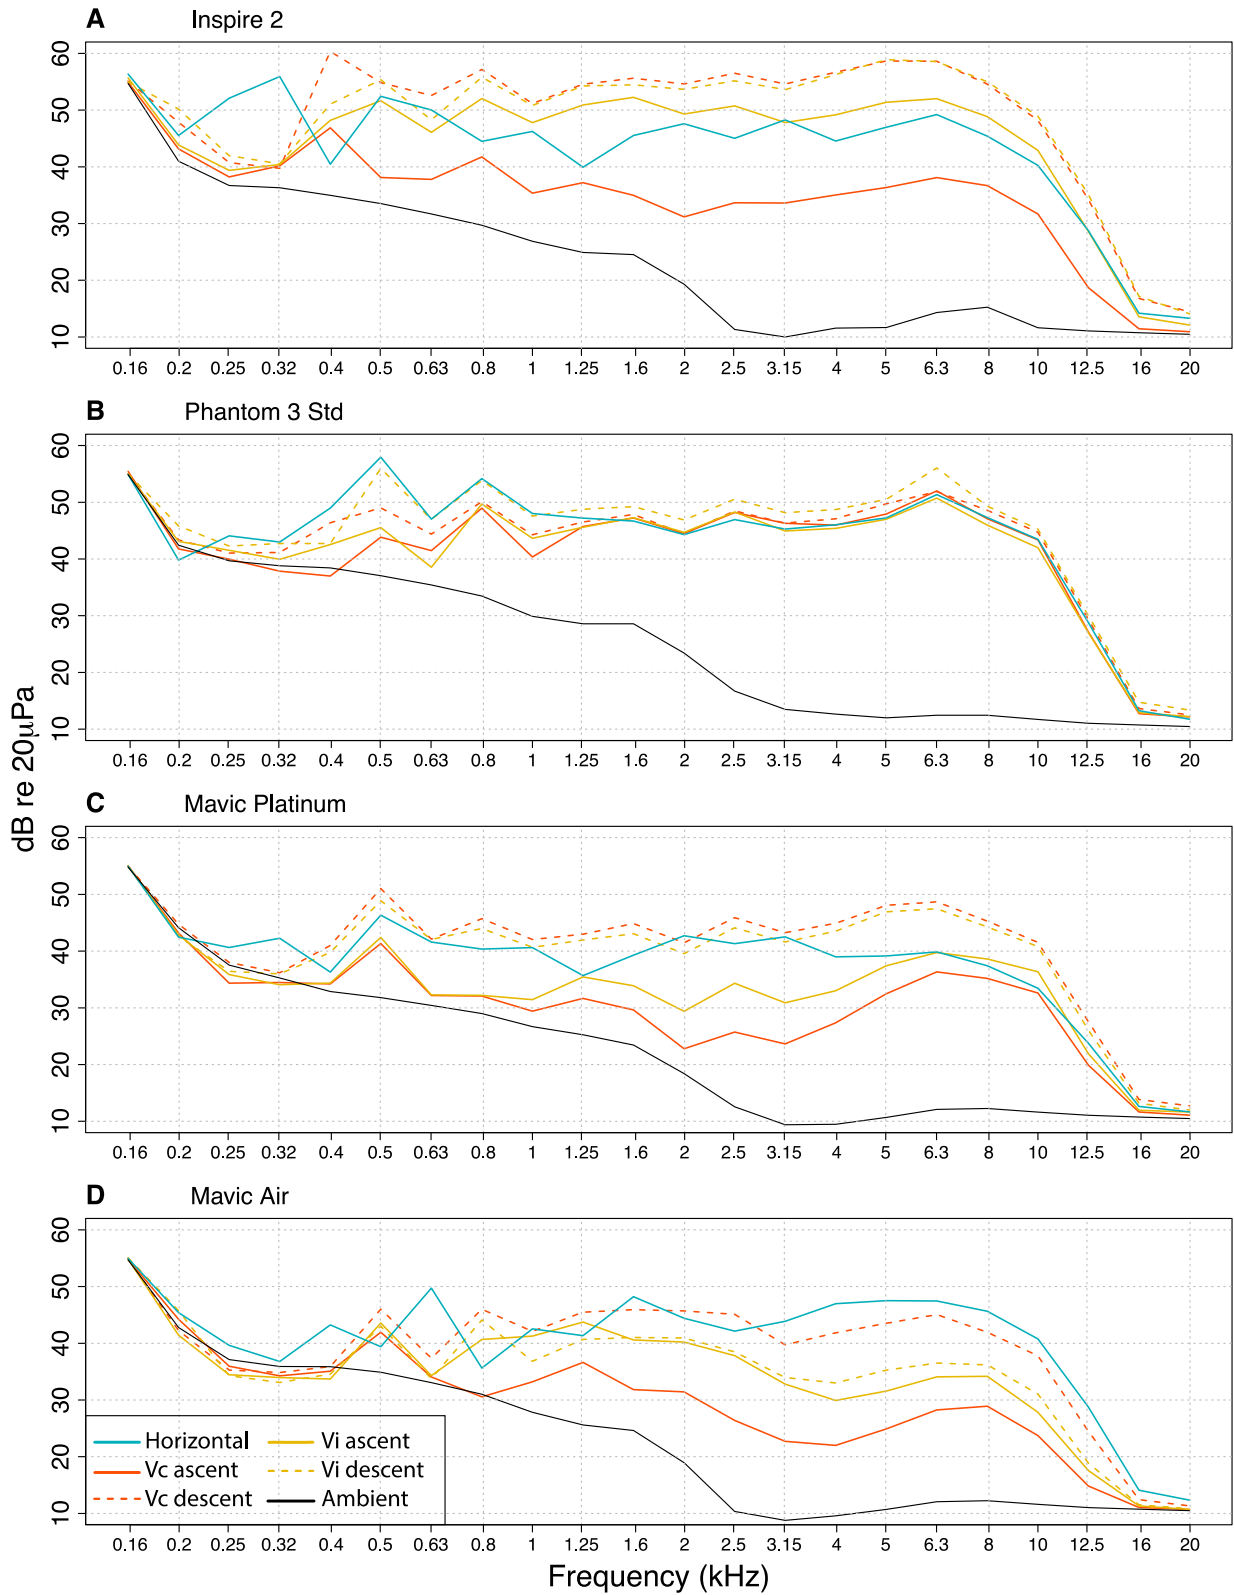 A Inspire 2
60
50
40
30
20
10
0.16 0.2 0.25 0.32 0.4 0.5 0.63 0.8 1 1.25 1.6 2 2.5 3.15 4 5 6.3 8 10 12.5 16 20
B Phantom 3 Std
60
50
40
30
20
10
0.16 0.2 0.25 0.32 0.4 0.5 0.63 0.8 1 1.25 1.6 2 2.5 3.15 4 5 6.3 8 10 12.5 16 20
dB re 20µPa
C Mavic Platinum
60
50
40
30
20
10
0.16 0.2 0.25 0.32 0.4 0.5 0.63 0.8 1 1.25 1.6 2 2.5 3.15 4 5 6.3 8 10 12.5 16 20
D Mavic Air
60
50
40
30
20
10
Horizontal Vi ascent
Vc ascent Vi descent
Vc descent Ambient
0.16 0.2 0.25 0.32 0.4 0.5 0.63 0.8 1 1.25 1.6 2 2.5 3.15 4 5 6.3 8 10 12.5 16 20
Frequency (kHz)